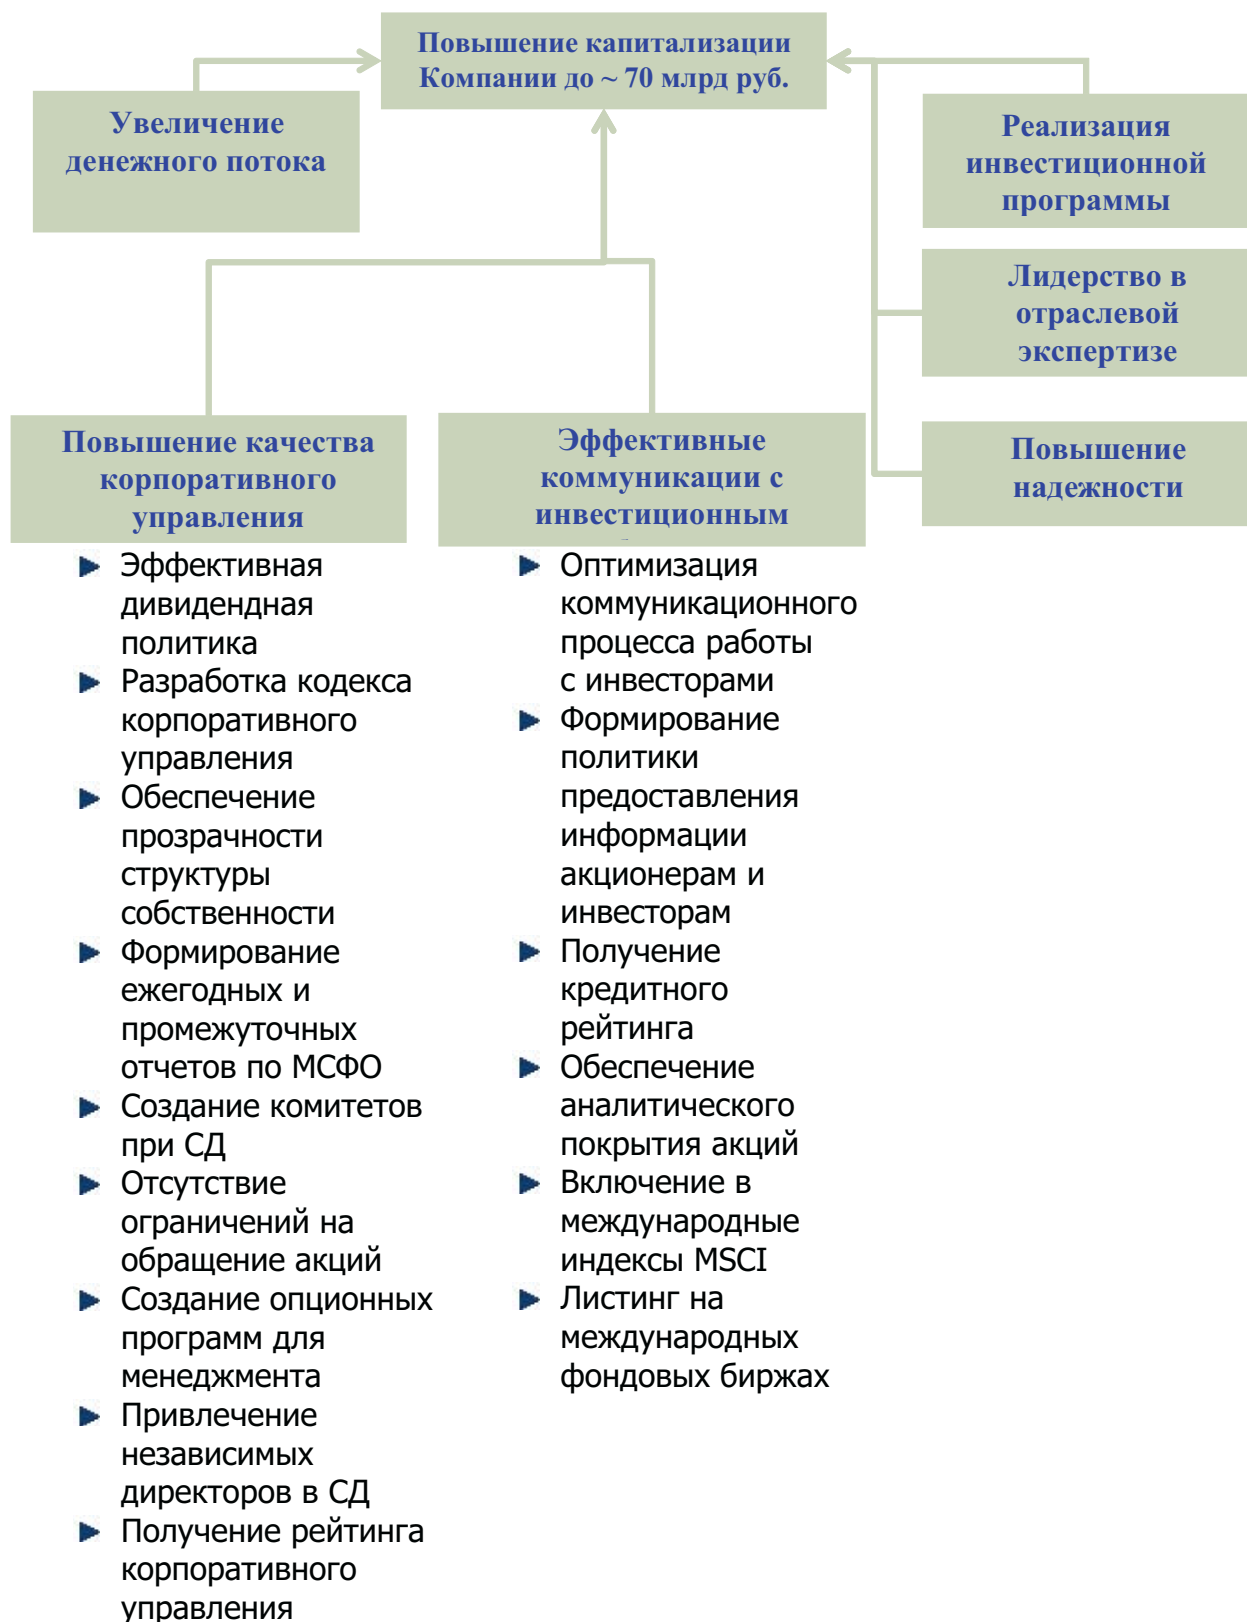 Повышение капитализации
Компании до ~ 70 млрд руб.
Увеличение
денежного потока
Реализация
инвестиционной
программы
Лидерство в
отраслевой
экспертизе
Повышение
надежности
Повышение качества
корпоративного
управления
Эффективные
коммуникации с
инвестиционным
Эффективная
дивидендная
политика
Разработка кодекса
корпоративного
управления
Обеспечение
прозрачности
структуры
собственности
Формирование
ежегодных и
промежуточных
отчетов по МСФО
Создание комитетов
при СД
Отсутствие
ограничений на
обращение акций
Создание опционных
программ для
менеджмента
Привлечение
независимых
директоров в СД
Получение рейтинга
корпоративного
управления
Оптимизация
коммуникационного
процесса работы
с инвесторами
Формирование
политики
предоставления
информации
акционерам и
инвесторам
Получение
кредитного
рейтинга
Обеспечение
аналитического
покрытия акций
Включение в
международные
индексы MSCI
Листинг на
международных
фондовых биржах